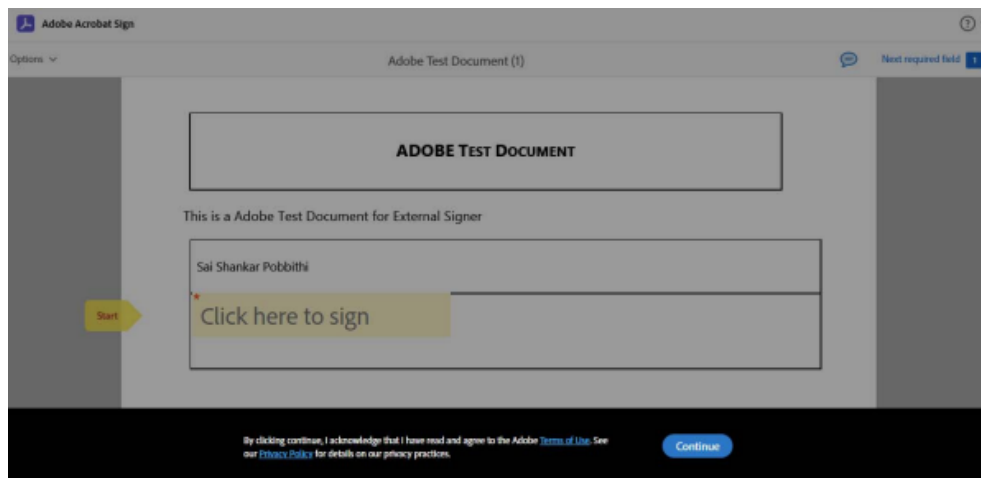 Adobe Acrobat Sign
Options
Adobe Test Document (1)
Next required field 1
ADOBE TEST DOCUMENT
This is a Adobe Test Document for External Signer
Sai Shankar Pobbithi
*
Start
Click here to sign
By clicking continue, I acknowledge that I have read and agree to the Adobe Terms of Use. See
our Privacy Policy for details on our privacy practices.
Continue